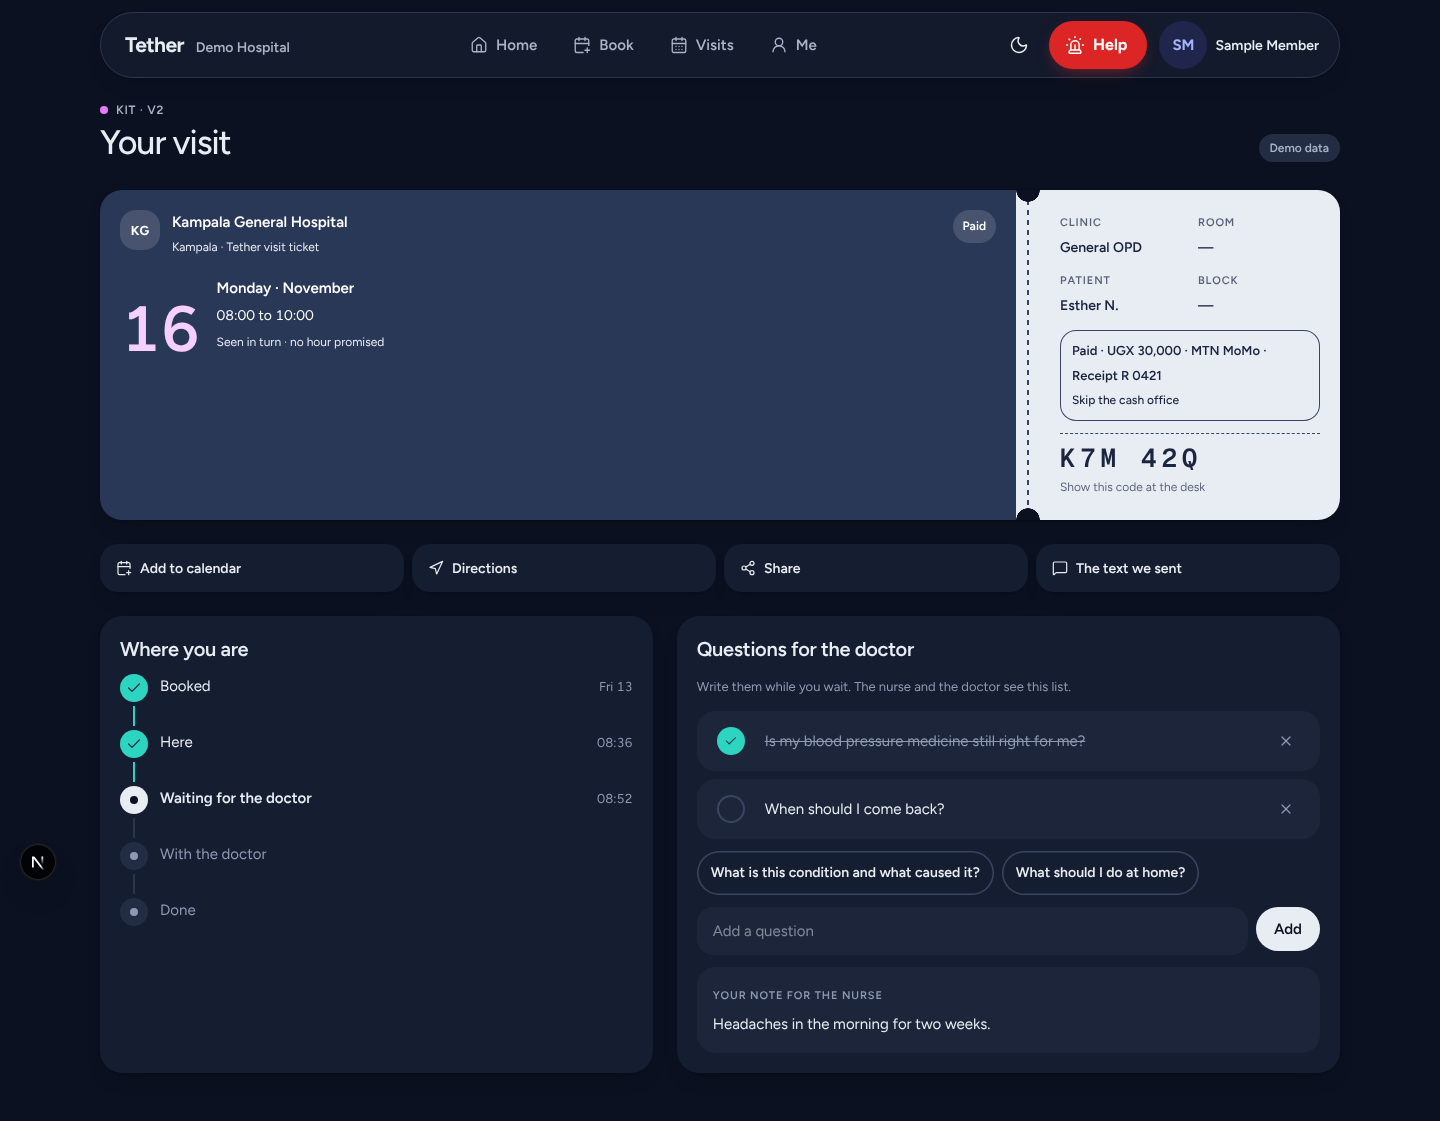 Tether
Demo Hospital
Home
Book
Visits
Me
Help
SM
Sample Member
KIT · V2
Your visit
Demo data
KG
Kampala General Hospital
Kampala · Tether visit ticket
Paid
16
Monday · November
08:00 to 10:00
Seen in turn · no hour promised
CLINIC
General OPD
ROOM
—
PATIENT
Esther N.
BLOCK
—
Paid · UGX 30,000 · MTN MoMo ·
Receipt R 0421
Skip the cash office
K7M 42Q
Show this code at the desk
Add to calendar
Directions
Share
The text we sent
Where you are
Booked
Fri 13
Here
08:36
Waiting for the doctor
08:52
With the doctor
Done
Questions for the doctor
Write them while you wait. The nurse and the doctor see this list.
Is my blood pressure medicine still right for me?
When should I come back?
What is this condition and what caused it?
What should I do at home?
Add a question
Add
YOUR NOTE FOR THE NURSE
Headaches in the morning for two weeks.
N